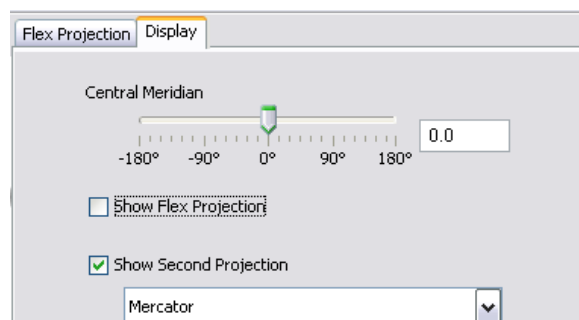 Flex Projection Display
Central Meridian
0.0
-180° -90° 0° 90° 180°
Show Flex Projection
Show Second Projection
Mercator